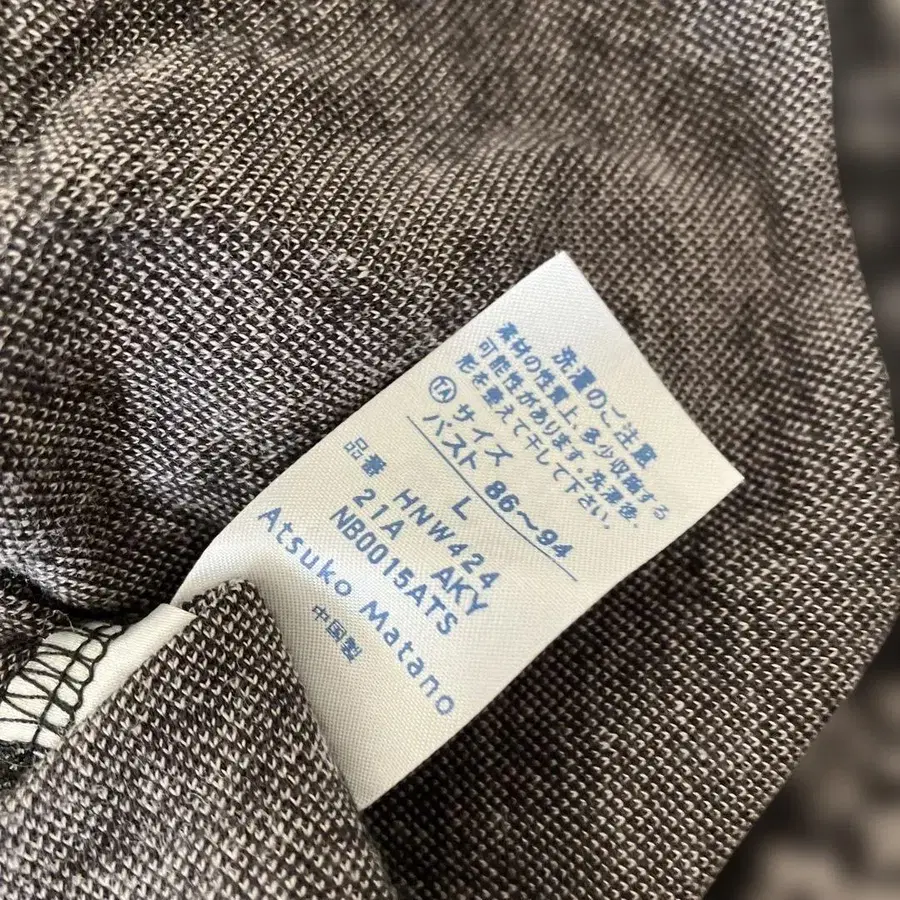 洗濯のご注意
素材の性質上、多少収縮する
可能性があります。洗濯後、
形を整えて干して下さい。
TA サイズ L
バスト 86～94
品番 HNW424
21A AKY
NB0015ATS
Atsuko Matano
中国製